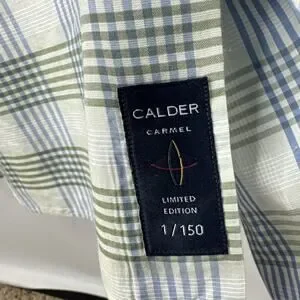 CALDER
CARMEL
LIMITED
EDITION
1/150